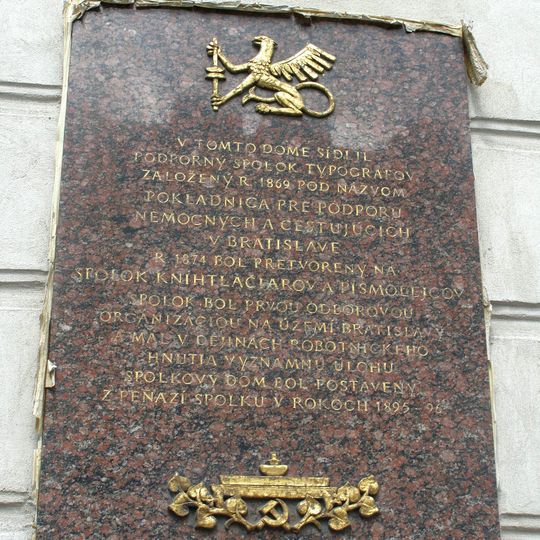 V TOMTO DOME SÍDLIL
PODPORNÝ SPOLOK TYPOGRAFOV
ZALOŽENÝ R. 1869 POD NÁZVOM
POKLADNICA PRE PODPORU
NEMOCNÝCH A CESTUJÚCICH
V BRATISLAVE
R. 1874 BOL PRETVORENÝ NA
SPOLOK KNIHTLAČIAROV A PÍSMOLEJCOV
SPOLOK BOL PRVOU ODBOROVOU
ORGANIZÁCIOU NA ÚZEMÍ BRATISLAVY
A MAL V DEJINÁCH ROBOTNÍCKEHO
HNUTIA VÝZNAMNÚ ÚLOHU
SPOLKOVÝ DOM BOL POSTAVENÝ
Z PEŇAZÍ SPOLKU V ROKOCH 1895-96